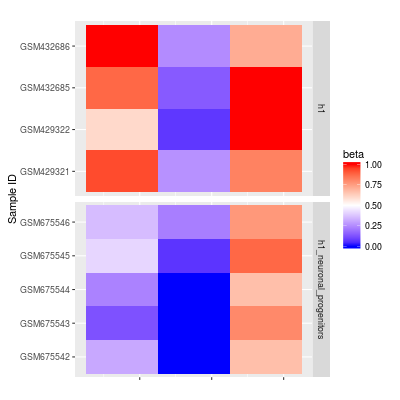 GSM432686
GSM432685
GSM429322
GSM429321
h1
GSM675546
GSM675545
GSM675544
GSM675543
GSM675542
h1_neuronal_progenitors
Sample ID
beta
1.00
0.75
0.50
0.25
0.00